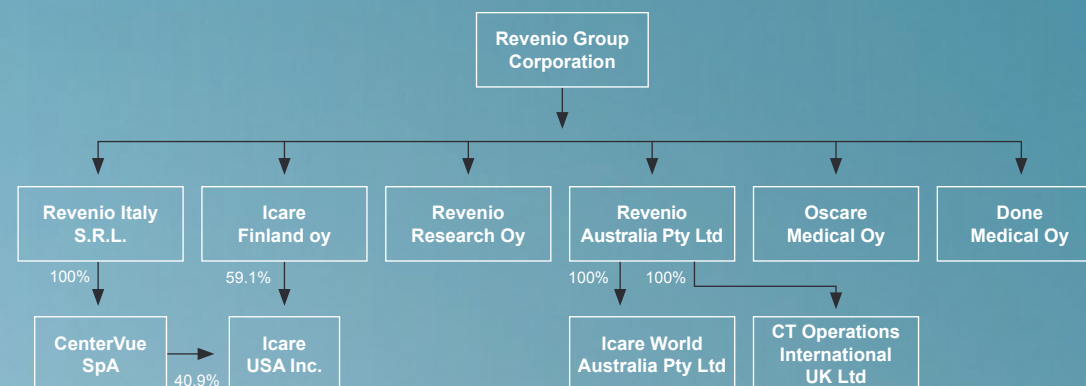 Revenio Group
Corporation
Revenio Italy
S.R.L.
Icare
Finland oy
Revenio
Research Oy
Revenio
Australia Pty Ltd
Oscare
Medical Oy
Done
Medical Oy
100%
59.1%
100%
100%
CenterVue
SpA
40.9%
Icare
USA Inc.
Icare World
Australia Pty Ltd
CT Operations
International
UK Ltd